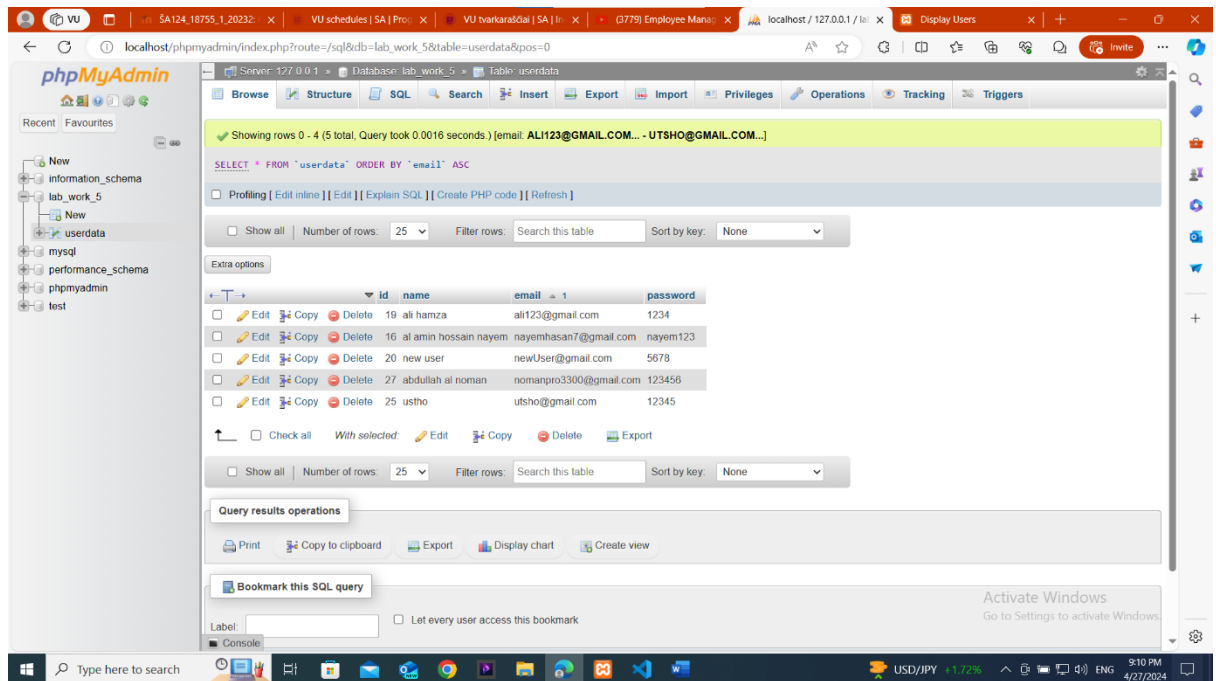 VU
ŠA124_18755_1_20232:
VU schedules | SA | Prog
VU tvarkaraščiai | SA | In
(3779) Employee Manag
localhost / 127.0.0.1 / la
Display Users
localhost/phpmyadmin/index.php?route=/sql&db=lab_work_5&table=userdata&pos=0
Invite
phpMyAdmin
Recent Favourites
New
information_schema
lab_work_5
New
userdata
mysql
performance_schema
phpmyadmin
test
Server: 127.0.0.1 » Database: lab_work_5 » Table: userdata
Browse Structure SQL Search Insert Export Import Privileges Operations Tracking Triggers
Showing rows 0 - 4 (5 total, Query took 0.0016 seconds.) [email: ALI123@GMAIL.COM... - UTSHO@GMAIL.COM...]
SELECT * FROM `userdata` ORDER BY `email` ASC
Profiling [ Edit inline ] [ Edit ] [ Explain SQL ] [ Create PHP code ] [ Refresh ]
Show all | Number of rows: 25 Filter rows: Search this table Sort by key: None
Extra options
id name email 1 password
Edit Copy Delete 19 ali hamza ali123@gmail.com 1234
Edit Copy Delete 16 al amin hossain nayem nayemhasan7@gmail.com nayem123
Edit Copy Delete 20 new user newUser@gmail.com 5678
Edit Copy Delete 27 abdullah al noman nomanpro3300@gmail.com 123456
Edit Copy Delete 25 ustho utsho@gmail.com 12345
Check all With selected: Edit Copy Delete Export
Show all | Number of rows: 25 Filter rows: Search this table Sort by key: None
Query results operations
Print Copy to clipboard Export Display chart Create view
Bookmark this SQL query
Label: Let every user access this bookmark
Console
Activate Windows
Go to Settings to activate Windows.
Type here to search
USD/JPY +1.72%
ENG
9:10 PM
4/27/2024